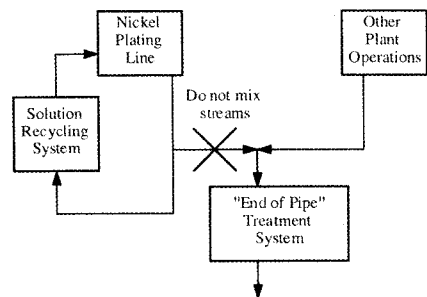 Nickel
Plating
Line
Other
Plant
Operations
Do not mix
streams
Solution
Recycling
System
"End of Pipe"
Treatment
System